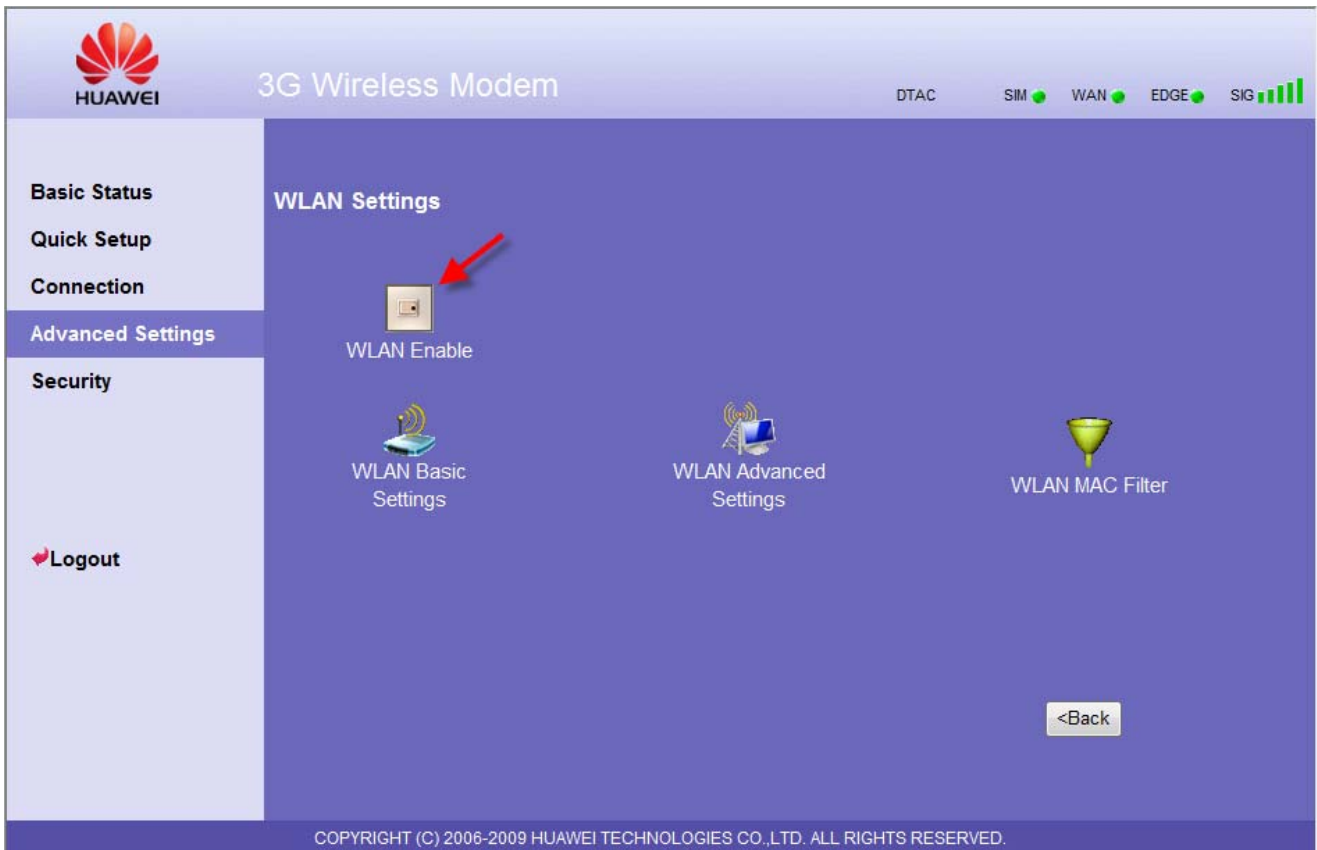 HUAWEI
3G Wireless Modem
DTAC SIM WAN EDGE SIG
Basic Status
Quick Setup
Connection
Advanced Settings
Security
Logout
WLAN Settings
WLAN Enable
WLAN Basic
Settings
WLAN Advanced
Settings
WLAN MAC Filter
<Back
COPYRIGHT (C) 2006-2009 HUAWEI TECHNOLOGIES CO.,LTD. ALL RIGHTS RESERVED.